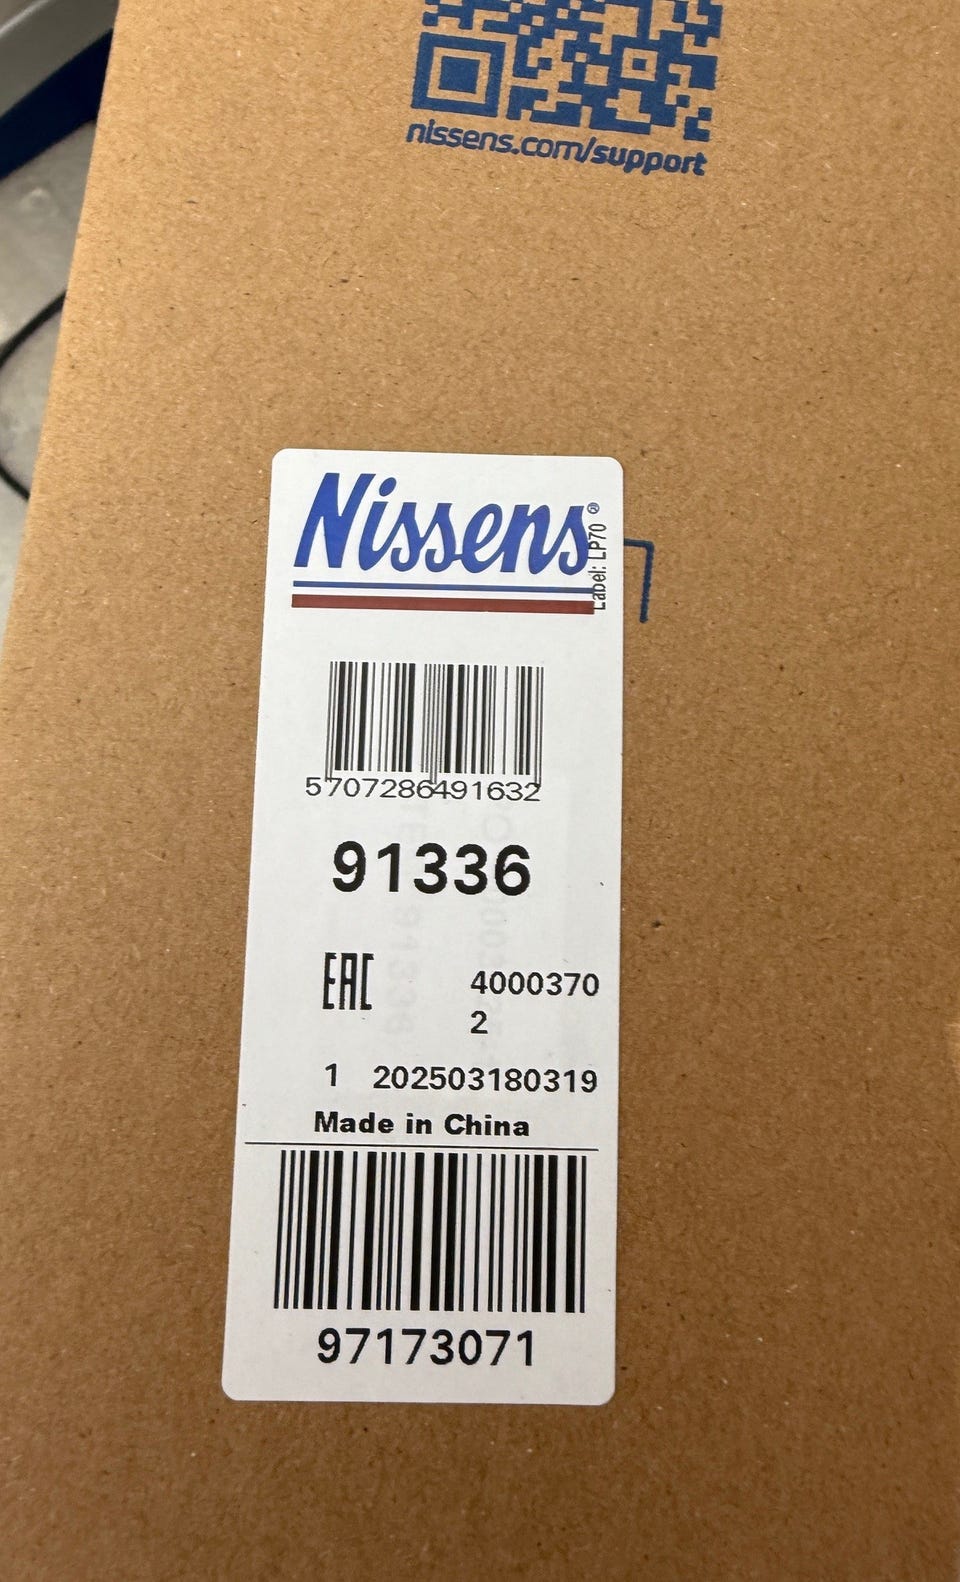 nissens.com/support
Nissens®
Label: LP70
5707286491632
91336
EAC
4000370
2
1 202503180319
Made in China
97173071